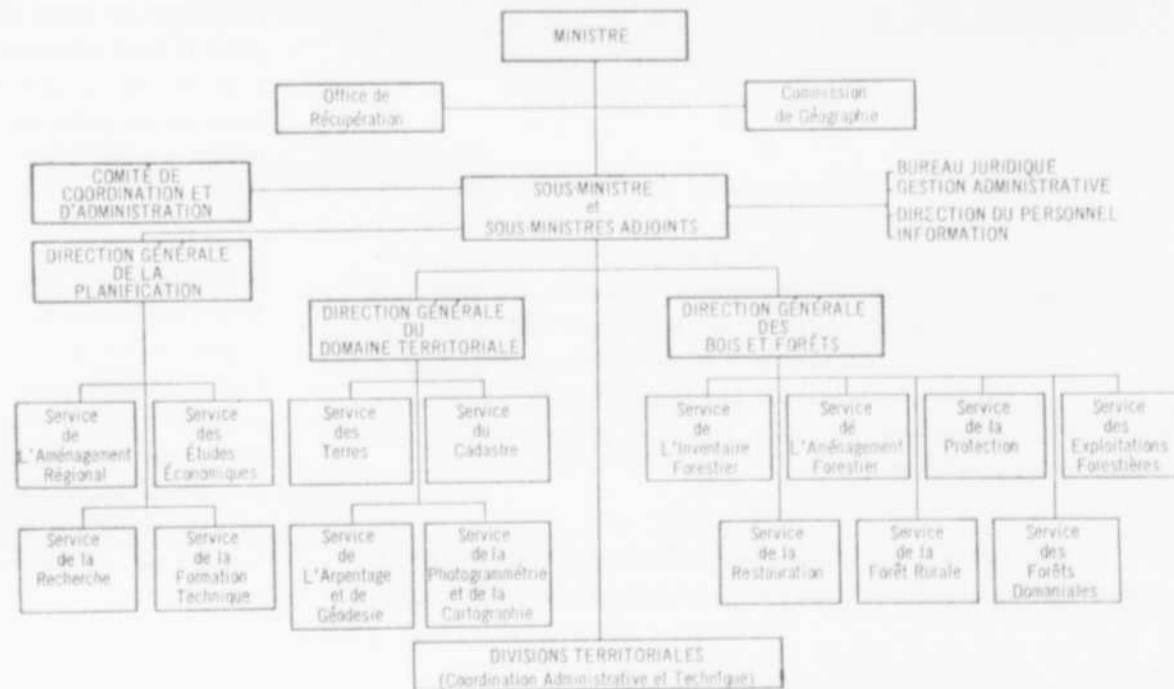 MINISTRE
Office de
Récupération
Commission
de Géographie
COMITÉ DE
COORDINATION ET
D'ADMINISTRATION
SOUS-MINISTRE
et
SOUS-MINISTRES ADJOINTS
BUREAU JURIDIQUE
GESTION ADMINISTRATIVE
DIRECTION DU PERSONNEL
INFORMATION
DIRECTION GÉNÉRALE
DE LA
PLANIFICATION
DIRECTION GÉNÉRALE
DU
DOMAINE TERRITORIALE
DIRECTION GÉNÉRALE
DES
BOIS ET FORÊTS
Service
de
L'Aménagement
Régional
Service
des
Études
Économiques
Service
des
Terres
Service
du
Cadastre
Service
de
L'Inventaire
Forestier
Service
de
L'Aménagement
Forestier
Service
de la
Protection
Service
des
Exploitations
Forestières
Service
de la
Recherche
Service
de la
Formation
Technique
Service
de
L'Arpentage
et de
Géodesie
Service
de la
Photogrammétrie
et de la
Cartographie
Service
de la
Restauration
Service
de la
Forêt Rurale
Service
des
Forêts
Domaniales
DIVISIONS TERRITORIALES
(Coordination Administrative et Technique)